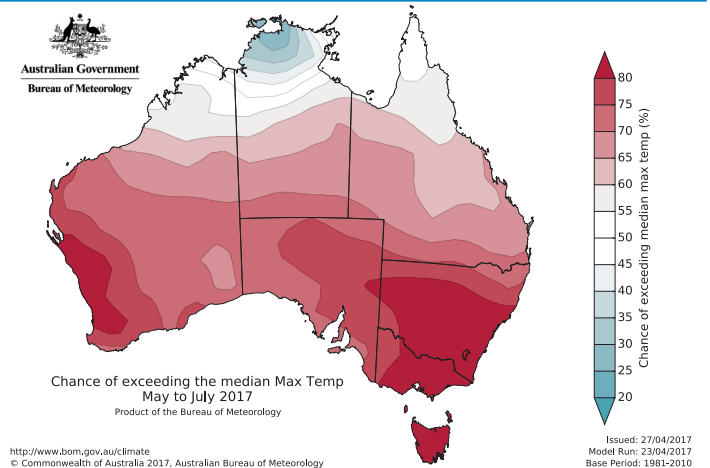 Australian Government
Bureau of Meteorology
80
75
70
65
60
55
50
45
40
35
30
25
20
Chance of exceeding median max temp (%)
Chance of exceeding the median Max Temp
May to July 2017
Product of the Bureau of Meteorology
http://www.bom.gov.au/climate
© Commonwealth of Australia 2017, Australian Bureau of Meteorology
Issued: 27/04/2017
Model Run: 23/04/2017
Base Period: 1981-2010